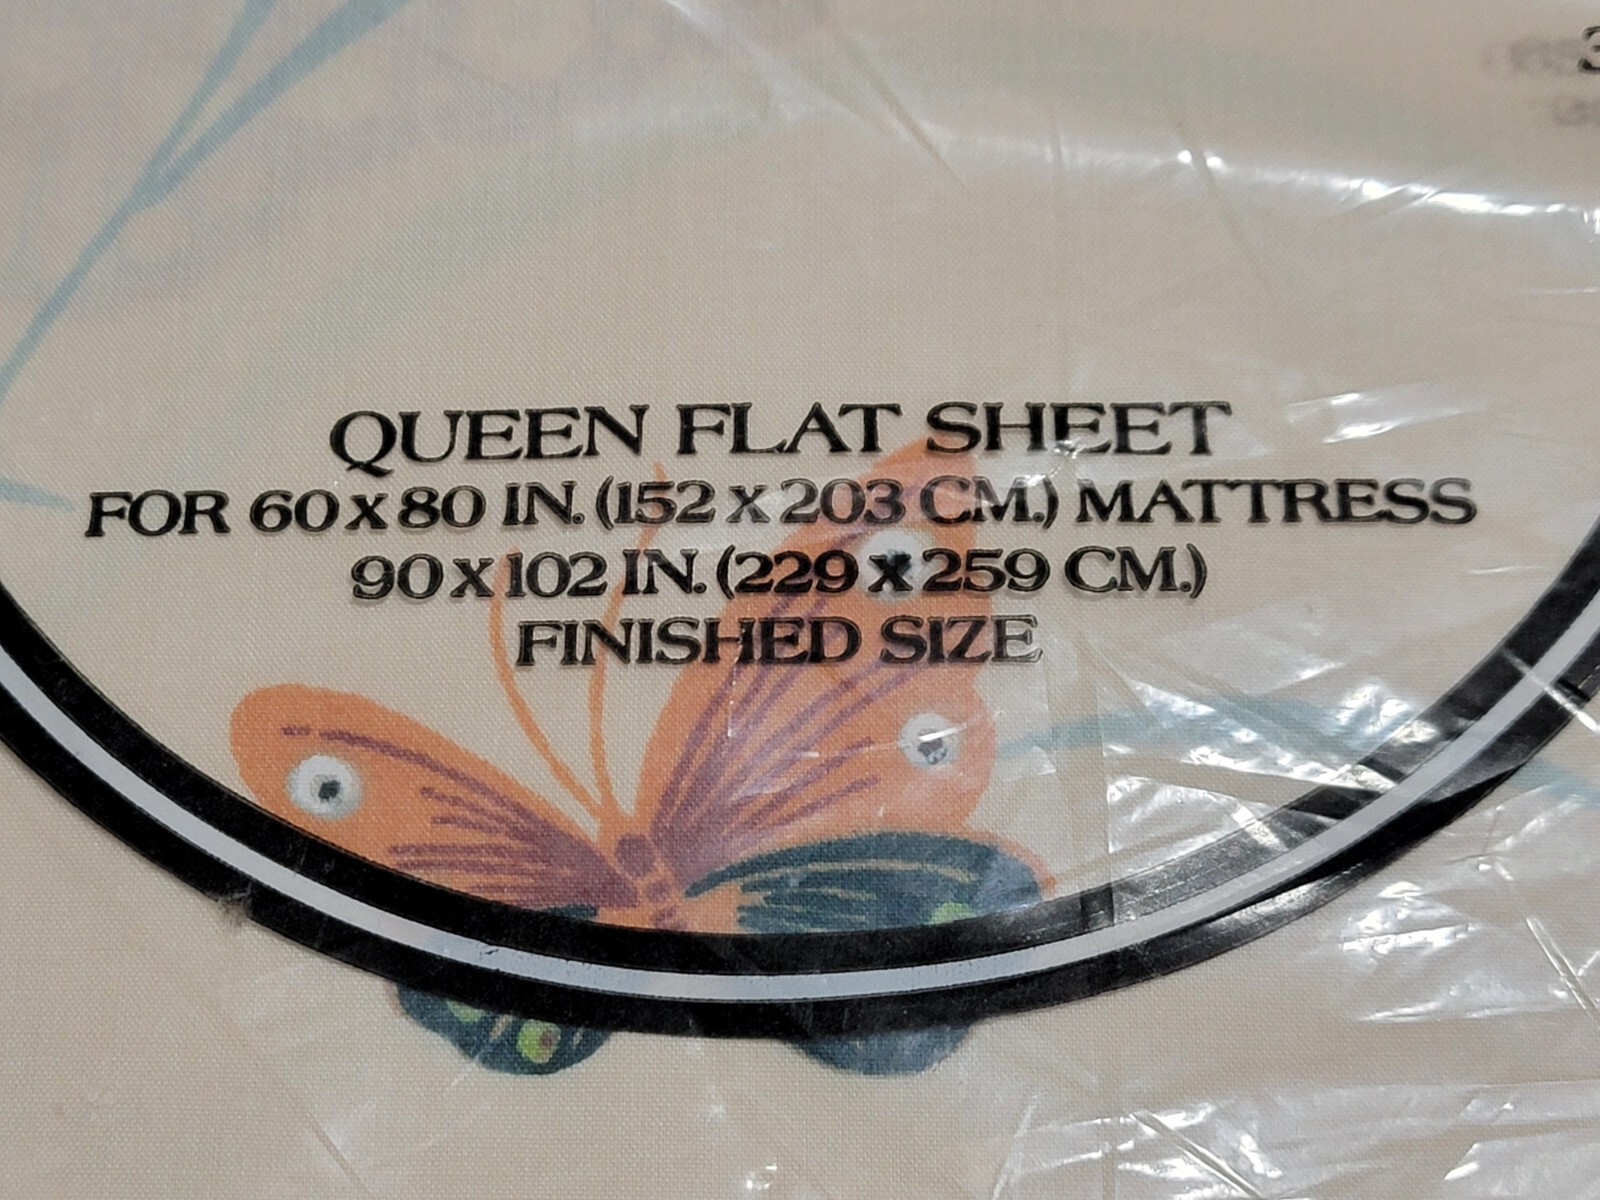 QUEEN FLAT SHEET
FOR 60 X 80 IN. (152 X 203 CM.) MATTRESS
90 X 102 IN. (229 X 259 CM.)
FINISHED SIZE